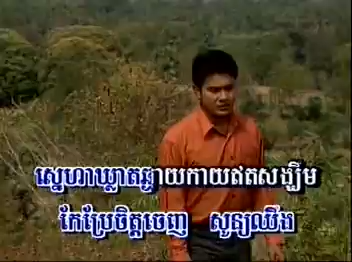 ស្នេហាឃ្លាតឆ្ងាយកាយឥតសង្ឃឹម
កែប្រែចិត្តចេញ សូន្យឈឹង